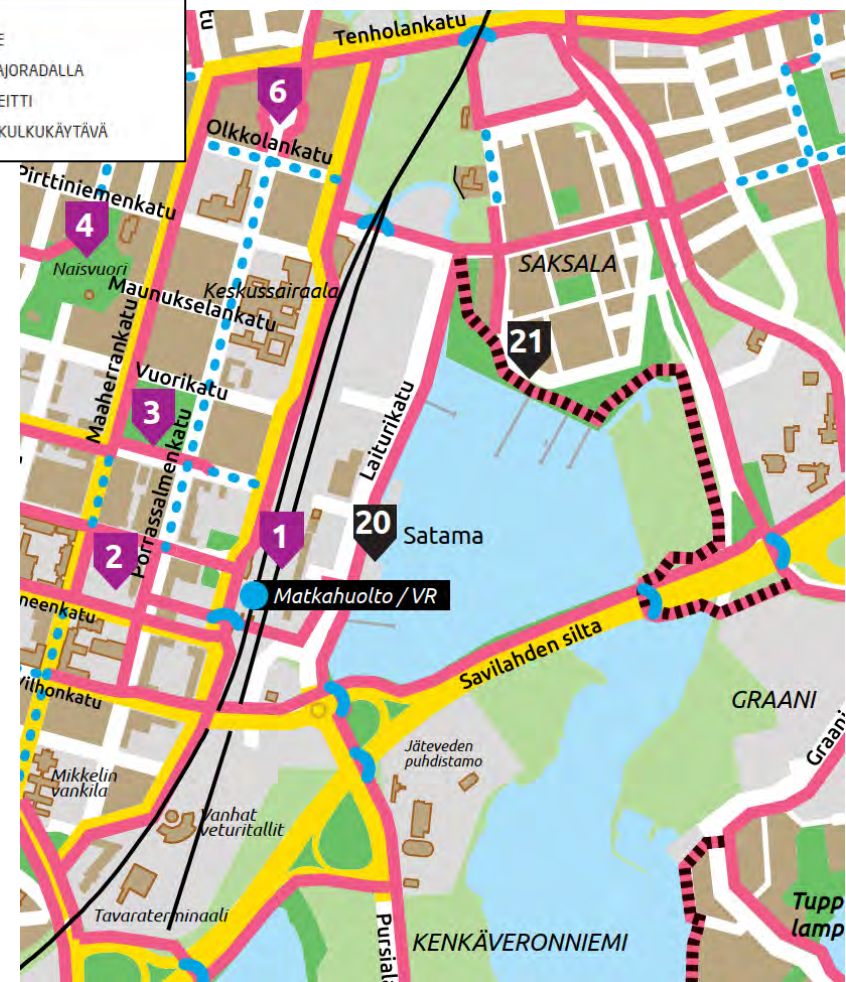 E
AJORADALLA
EITTI
KULKUKÄYTÄVÄ
tu
Tenholankatu
6
Olkkolankatu
Pirttiniemenkatu
4
Naisvuori
Keskussairaala
SAKSALA
Maunukselankatu
21
Vuorikatu
Maaherrankatu
3
Laiturikatu
Porrassalmenkatu
1
20
Satama
2
Matkahuolto / VR
neenkatu
Savilahden silta
Vilhonkatu
GRAANI
Graani
Jäteveden
puhdistamo
Mikkelin
vankila
Vanhat
veturitallit
Tavaraterminaali
Pursiala
KENKÄVERONNIEMI
Tupp
lamp